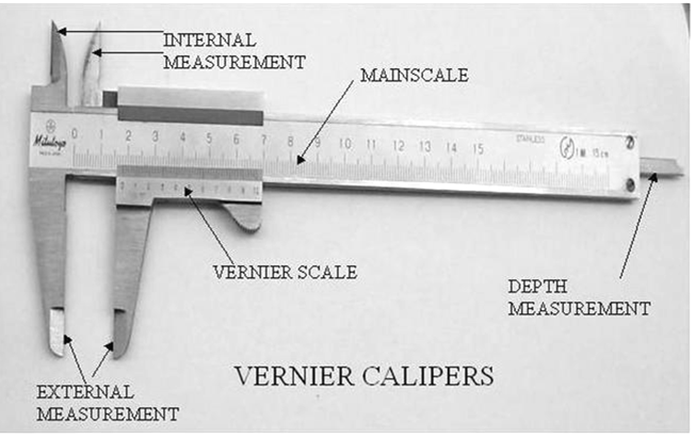 INTERNAL
MEASUREMENT
MAINSCALE
0 1 2 3 4 5 6 7 8 9 10 11 12 13 14 15
Mitutoyo
VERNIER SCALE
DEPTH
MEASUREMENT
VERNIER CALIPERS
EXTERNAL
MEASUREMENT